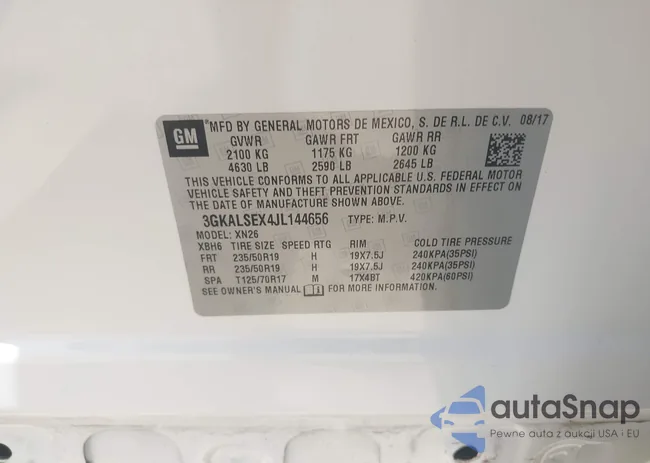 GM
MFD BY GENERAL MOTORS DE MEXICO, S. DE R.L. DE C.V. 08/17
GVWR GAWR FRT GAWR RR
2100 KG 1175 KG 1200 KG
4630 LB 2590 LB 2645 LB
THIS VEHICLE CONFORMS TO ALL APPLICABLE U.S. FEDERAL MOTOR
VEHICLE SAFETY AND THEFT PREVENTION STANDARDS IN EFFECT ON
THE DATE OF MANUFACTURE SHOWN ABOVE.
3GKALSEX4JL144656 TYPE: M.P.V.
MODEL: XN26
XBH6 TIRE SIZE SPEED RTG RIM COLD TIRE PRESSURE
FRT 235/50R19 H 19X7.5J 240KPA(35PSI)
RR 235/50R19 H 19X7.5J 240KPA(35PSI)
SPA T125/70R17 M 17X4BT 420KPA(60PSI)
SEE OWNER'S MANUAL FOR MORE INFORMATION.
autoSnap
Pewne auta z aukcji USA i EU